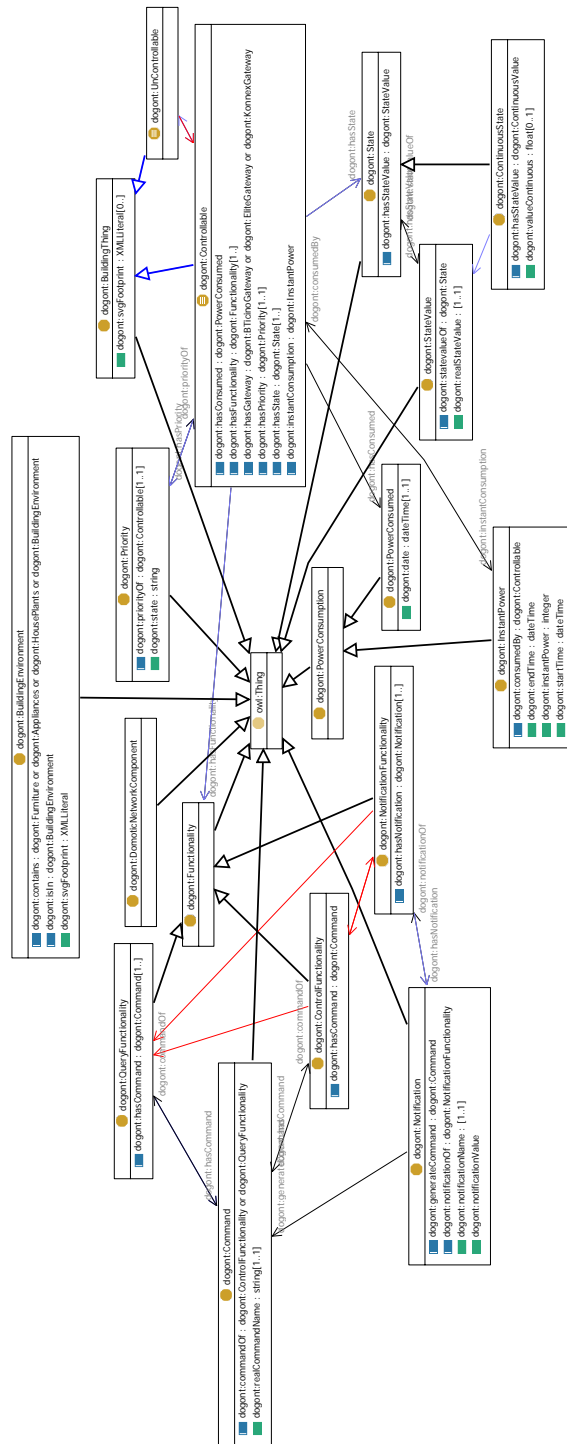 dogont:UnControllable
dogont:BuildingThing
dogont:svgFootprint : XMLLiteral[0..]
dogont:Controllable
dogont:hasConsumed : dogont:PowerConsumed
dogont:hasFunctionality : dogont:Functionality[1..]
dogont:hasGateway : dogont:BTicinoGateway or dogont:EliteGateway or dogont:KonnexGateway
dogont:hasPriority : dogont:Priority[1..1]
dogont:hasState : dogont:State[1..]
dogont:instantConsumption : dogont:InstantPower
dogont:hasState
dogont:State
dogont:hasStateValue : dogont:StateValue
dogont:ContinuousState
dogont:hasStateValue : dogont:ContinuousValue
dogont:valueContinuous : float[0..1]
dogont:StateValue
dogont:statevalueOf : dogont:State
dogont:realStateValue : [1..1]
dogont:consumedBy
dogont:priorityOf
dogont:hasPriority
dogont:Priority
dogont:priorityOf : dogont:Controllable[1..1]
dogont:state : string
dogont:hasConsumed
dogont:PowerConsumed
dogont:date : dateTime[1..1]
dogont:instantConsumption
dogont:InstantPower
dogont:consumedBy : dogont:Controllable
dogont:endTime : dateTime
dogont:instantPower : integer
dogont:startTime : dateTime
dogont:PowerConsumption
owl:Thing
dogont:hasFunctionality
dogont:BuildingEnvironment
dogont:contains : dogont:Furniture or dogont:Appliances or dogont:HousePlants or dogont:BuildingEnvironment
dogont:isIn : dogont:BuildingEnvironment
dogont:svgFootprint : XMLLiteral
dogont:DomoticNetworkComponent
dogont:Functionality
dogont:NotificationFunctionality
dogont:hasNotification : dogont:Notification[1..]
dogont:notificationOf
dogont:hasNotification
dogont:QueryFunctionality
dogont:hasCommand : dogont:Command[1..]
dogont:commandOf
dogont:ControlFunctionality
dogont:hasCommand : dogont:Command
dogont:commandOf
dogont:hasCommand
dogont:Command
dogont:commandOf : dogont:ControlFunctionality or dogont:QueryFunctionality
dogont:realCommandName : string[1..1]
dogont:Notification
dogont:generateCommand : dogont:Command
dogont:notificationOf : dogont:NotificationFunctionality
dogont:notificationName : [1..1]
dogont:notificationValue